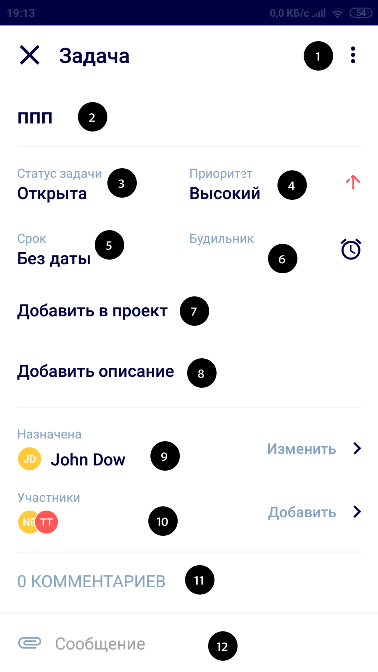 19:13 0,0 КБ/с 54
Задача 1
ппп 2
Статус задачи Приоритет
Открыта 3 Высокий 4
Срок Будильник
Без даты 5 6
Добавить в проект 7
Добавить описание 8
Назначена
JD John Dow 9 Изменить
Участники
NE TT 10 Добавить
0 КОММЕНТАРИЕВ 11
Сообщение 12